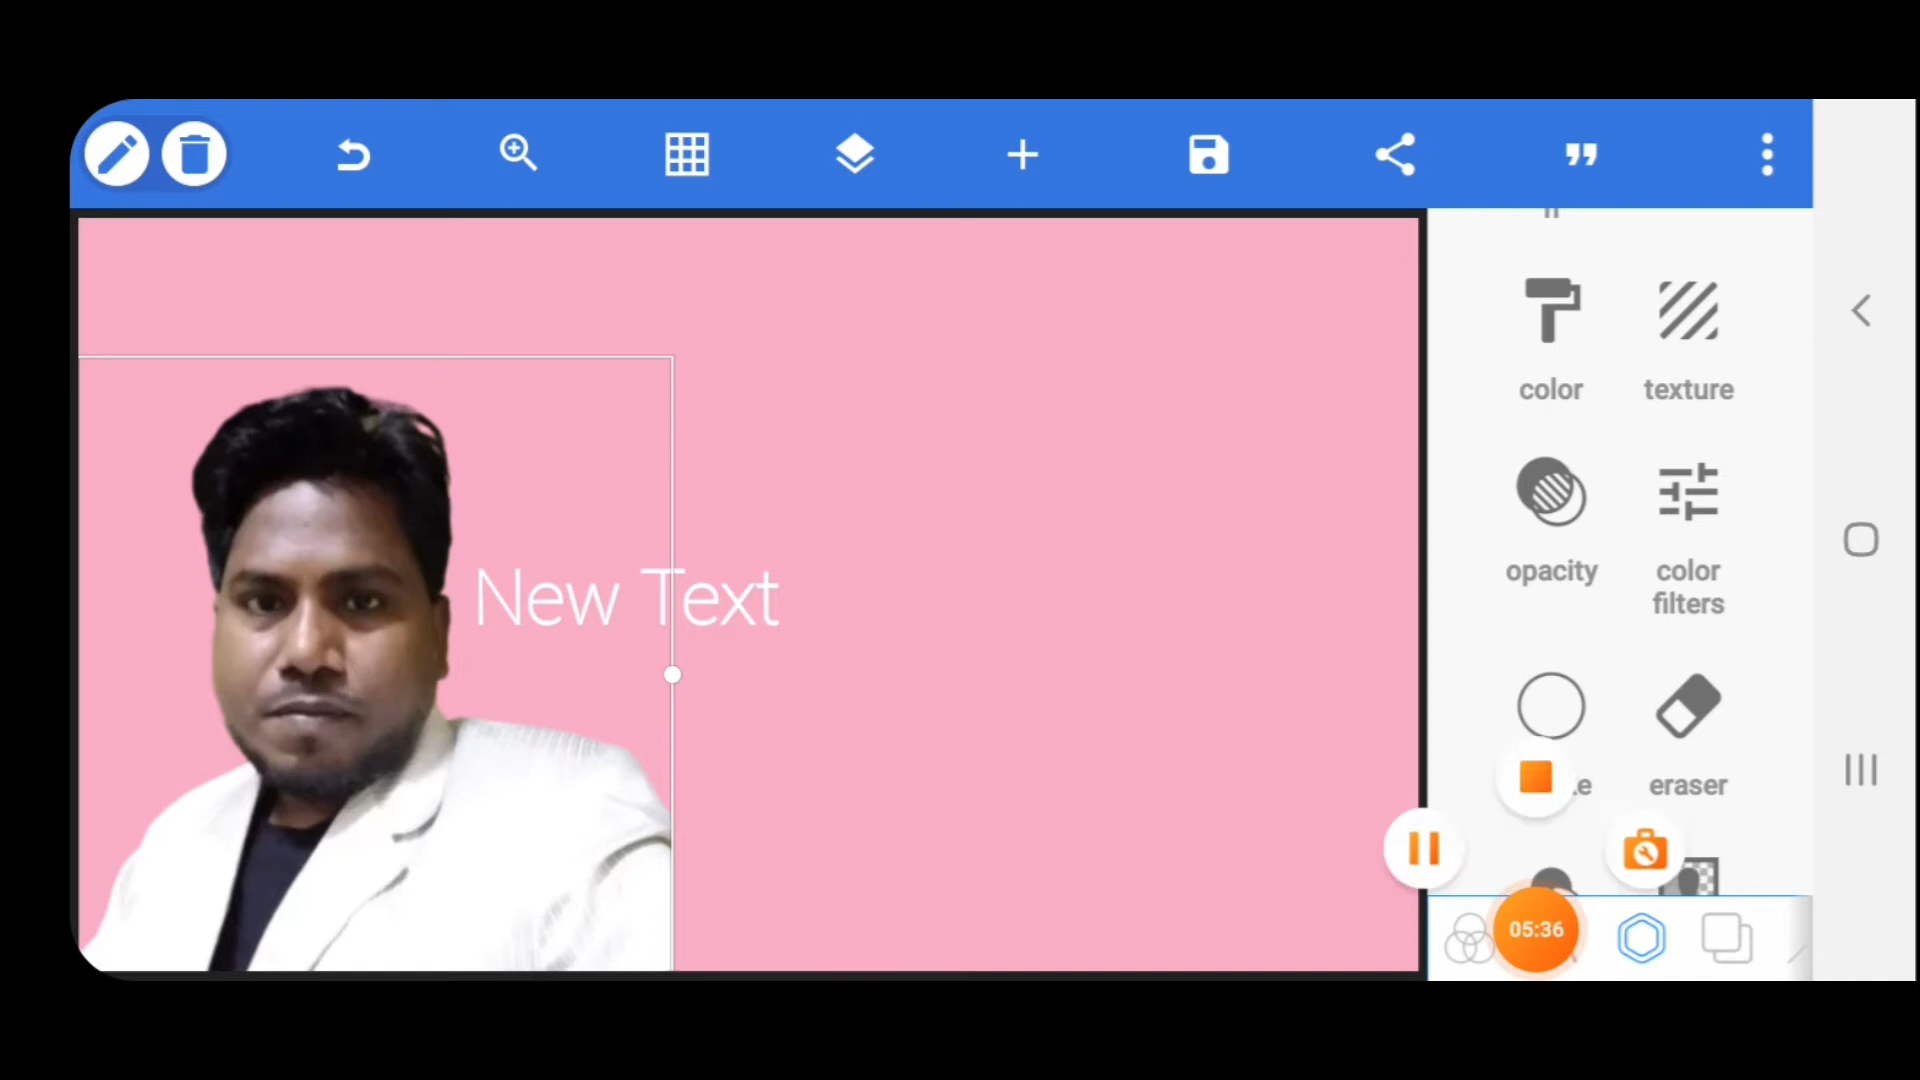 color
texture
New Text
opacity
color
filters
eraser
05:36